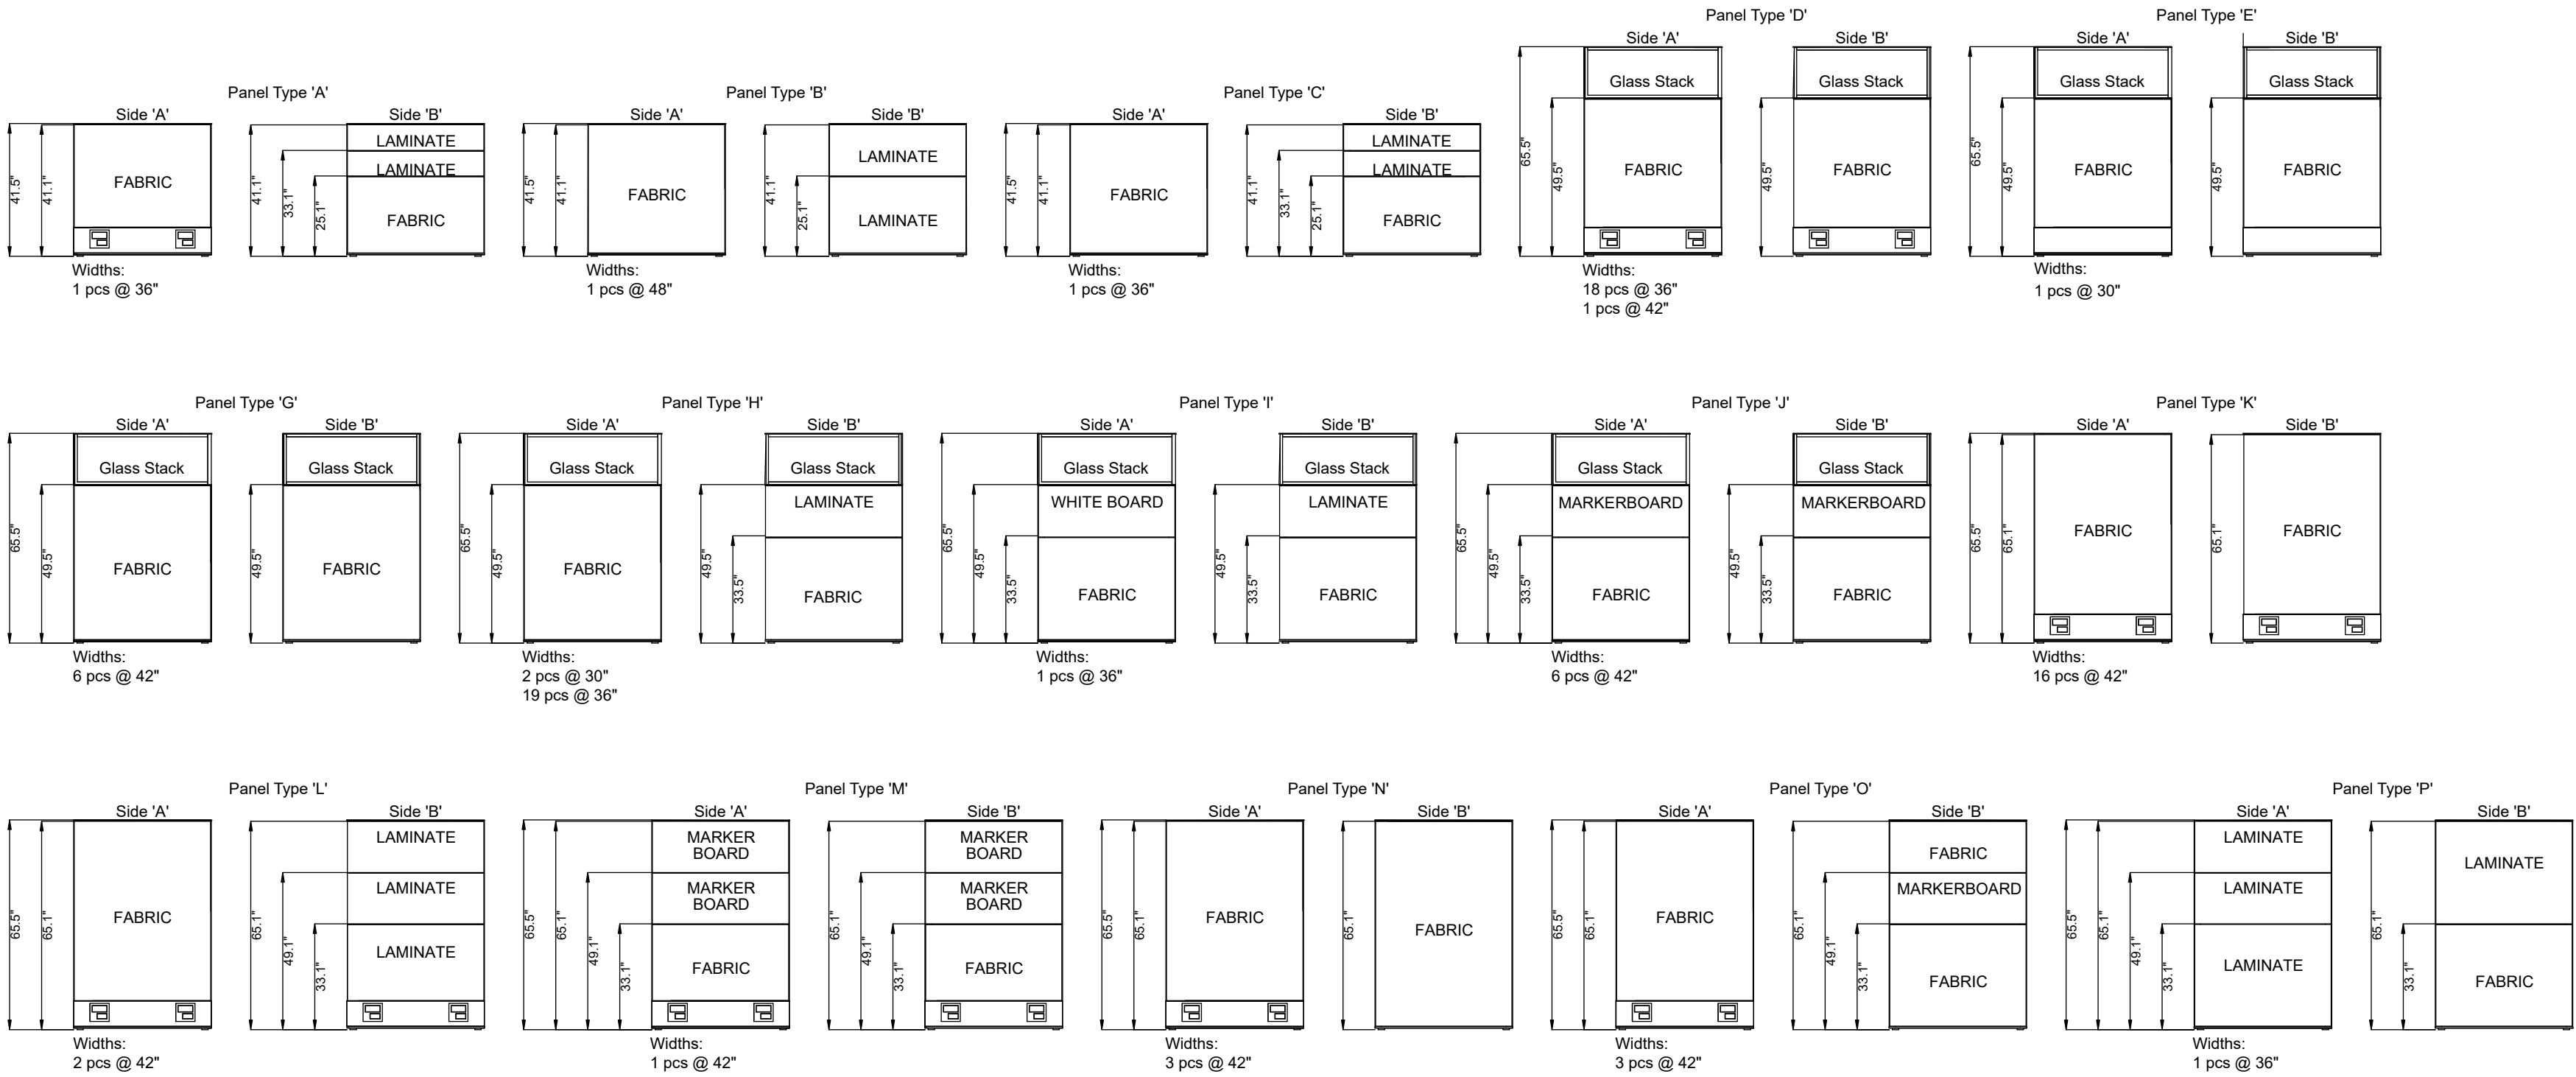 Panel Type 'A'
Side 'A'
41.5"
41.1"
FABRIC
Side 'B'
41.1"
33.1"
25.1"
LAMINATE
LAMINATE
FABRIC
Widths:
1 pcs @ 36"
Panel Type 'B'
Side 'A'
41.5"
41.1"
FABRIC
Side 'B'
41.1"
25.1"
LAMINATE
LAMINATE
Widths:
1 pcs @ 48"
Panel Type 'C'
Side 'A'
41.5"
41.1"
FABRIC
Side 'B'
41.1"
33.1"
25.1"
LAMINATE
LAMINATE
FABRIC
Widths:
1 pcs @ 36"
Panel Type 'D'
Side 'A'
65.5"
49.5"
Glass Stack
FABRIC
Side 'B'
49.5"
Glass Stack
FABRIC
Widths:
18 pcs @ 36"
1 pcs @ 42"
Panel Type 'E'
Side 'A'
65.5"
49.5"
Glass Stack
FABRIC
Side 'B'
49.5"
Glass Stack
FABRIC
Widths:
1 pcs @ 30"
Panel Type 'G'
Side 'A'
65.5"
49.5"
Glass Stack
FABRIC
Side 'B'
49.5"
Glass Stack
FABRIC
Widths:
6 pcs @ 42"
Panel Type 'H'
Side 'A'
65.5"
49.5"
Glass Stack
FABRIC
Side 'B'
49.5"
33.5"
Glass Stack
LAMINATE
FABRIC
Widths:
2 pcs @ 30"
19 pcs @ 36"
Panel Type 'I'
Side 'A'
65.5"
49.5"
33.5"
Glass Stack
WHITE BOARD
FABRIC
Side 'B'
49.5"
33.5"
Glass Stack
LAMINATE
FABRIC
Widths:
1 pcs @ 36"
Panel Type 'J'
Side 'A'
65.5"
49.5"
33.5"
Glass Stack
MARKERBOARD
FABRIC
Side 'B'
49.5"
33.5"
Glass Stack
MARKERBOARD
FABRIC
Widths:
6 pcs @ 42"
Panel Type 'K'
Side 'A'
65.5"
65.1"
FABRIC
Side 'B'
65.1"
FABRIC
Widths:
16 pcs @ 42"
Panel Type 'L'
Side 'A'
65.5"
65.1"
FABRIC
Side 'B'
65.1"
49.1"
33.1"
LAMINATE
LAMINATE
LAMINATE
Widths:
2 pcs @ 42"
Panel Type 'M'
Side 'A'
65.5"
65.1"
49.1"
33.1"
MARKER
BOARD
MARKER
BOARD
FABRIC
Side 'B'
65.1"
49.1"
33.1"
MARKER
BOARD
MARKER
BOARD
FABRIC
Widths:
1 pcs @ 42"
Panel Type 'N'
Side 'A'
65.5"
65.1"
FABRIC
Side 'B'
65.1"
FABRIC
Widths:
3 pcs @ 42"
Panel Type 'O'
Side 'A'
65.5"
65.1"
FABRIC
Side 'B'
65.1"
49.1"
33.1"
FABRIC
MARKERBOARD
FABRIC
Widths:
3 pcs @ 42"
Panel Type 'P'
Side 'A'
65.5"
65.1"
49.1"
33.1"
LAMINATE
LAMINATE
LAMINATE
Side 'B'
65.1"
33.1"
LAMINATE
FABRIC
Widths:
1 pcs @ 36"